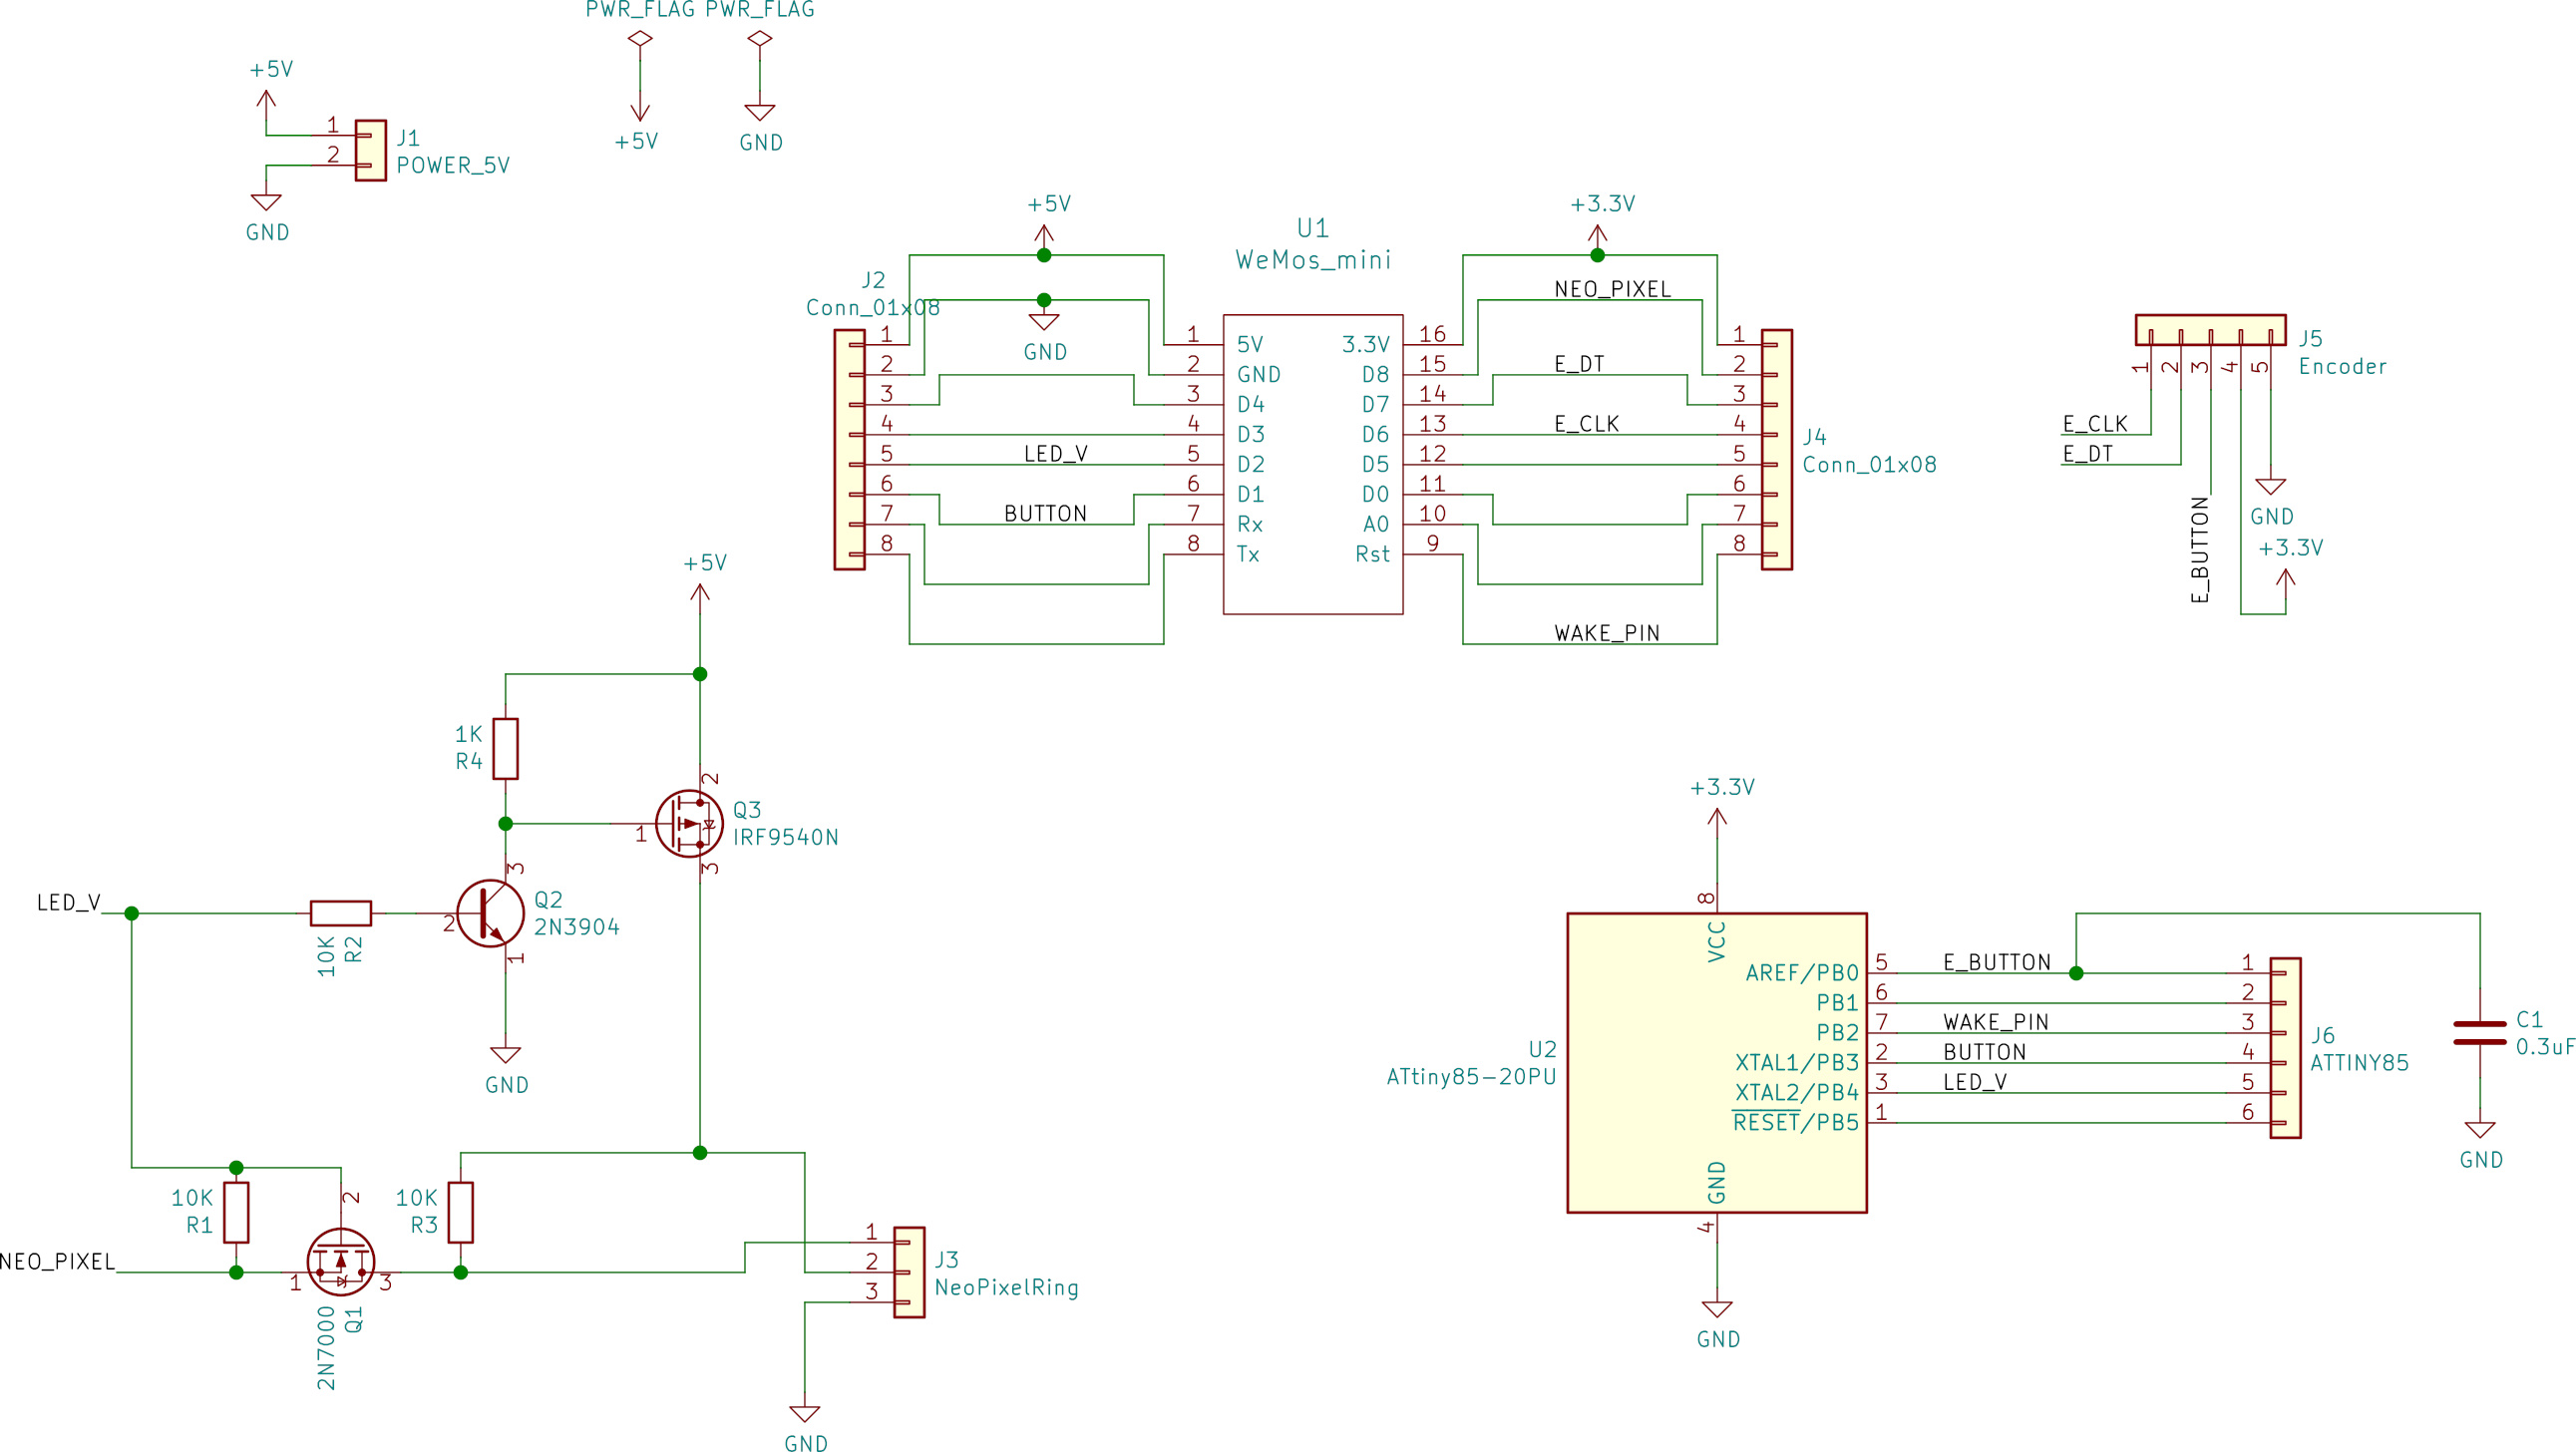 PWR_FLAG PWR_FLAG
+5V
+5V
GND
1
2
J1
POWER_5V
GND
+5V
GND
J2
Conn_01x08
1
2
3
4
5
6
7
8
LED_V
BUTTON
U1
WeMos_mini
1 5V
2 GND
3 D4
4 D3
5 D2
6 D1
7 Rx
8 Tx
3.3V 16
D8 15
D7 14
D6 13
D5 12
D0 11
A0 10
Rst 9
+3.3V
NEO_PIXEL
E_DT
E_CLK
WAKE_PIN
1
2
3
4
5
6
7
8
J4
Conn_01x08
J5
Encoder
1
2
3
4
5
E_CLK
E_DT
E_BUTTON
GND
+3.3V
+5V
1K
R4
1
2
3
Q3
IRF9540N
LED_V
10K
R2
2
3
1
Q2
2N3904
GND
10K
R1
10K
R3
NEO_PIXEL
1
2
3
2N7000
Q1
1
2
3
J3
NeoPixelRing
GND
+3.3V
8
VCC
U2
ATtiny85-20PU
AREF/PB0 5
PB1 6
PB2 7
XTAL1/PB3 2
XTAL2/PB4 3
RESET/PB5 1
GND
4
GND
E_BUTTON
WAKE_PIN
BUTTON
LED_V
1
2
3
4
5
6
J6
ATTINY85
C1
0.3uF
GND